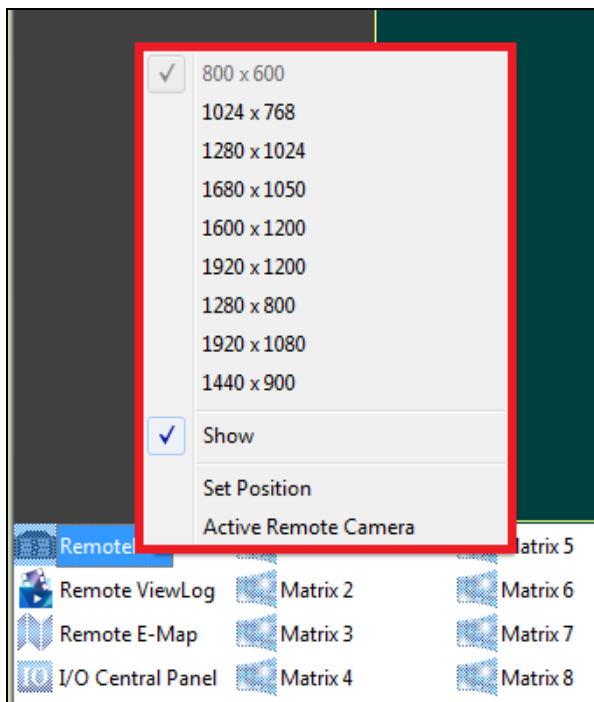 800 x 600
1024 x 768
1280 x 1024
1680 x 1050
1600 x 1200
1920 x 1200
1280 x 800
1920 x 1080
1440 x 900
Show
Set Position
Active Remote Camera
Matrix 5
Remote ViewLog Matrix 2 Matrix 6
Remote E-Map Matrix 3 Matrix 7
I/O Central Panel Matrix 4 Matrix 8